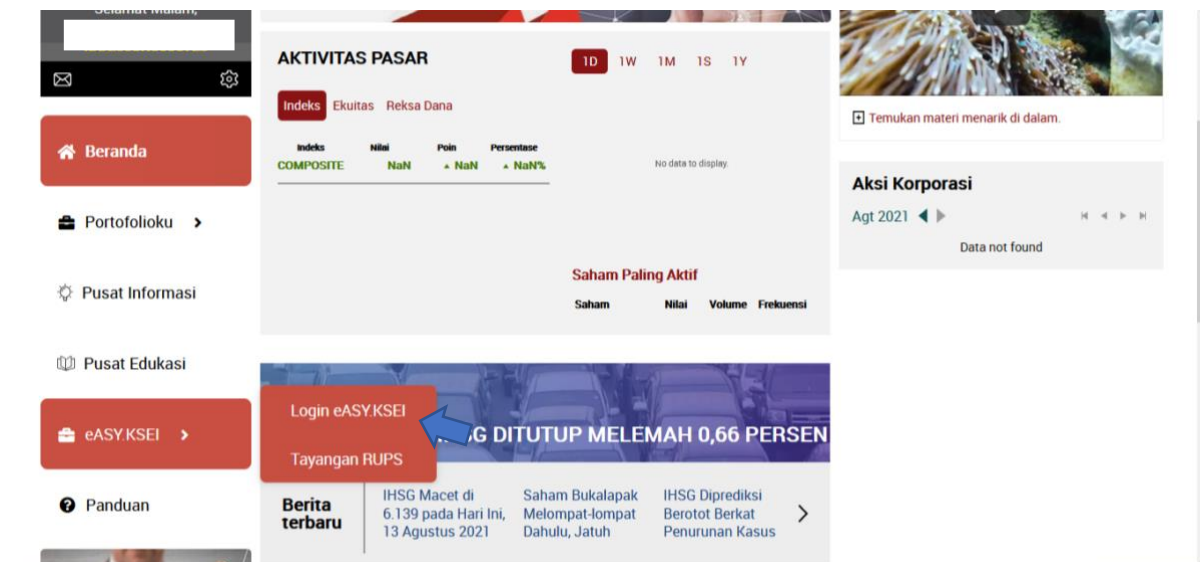 Selamat Malam,
Beranda
Portofolioku
Pusat Informasi
Pusat Edukasi
eASY.KSEI
Panduan
AKTIVITAS PASAR
1D 1W 1M 1S 1Y
Indeks Ekuitas Reksa Dana
Indeks Nilai Poin Persentase
COMPOSITE NaN NaN NaN%
No data to display.
Saham Paling Aktif
Saham Nilai Volume Frekuensi
Login eASY.KSEI
Tayangan RUPS
DITUTUP MELEMAH 0,66 PERSEN
Berita
terbaru
IHSG Macet di
6.139 pada Hari Ini,
13 Agustus 2021
Saham Bukalapak
Melompat-lompat
Dahulu, Jatuh
IHSG Diprediksi
Berotot Berkat
Penurunan Kasus
Temukan materi menarik di dalam.
Aksi Korporasi
Agt 2021
Data not found